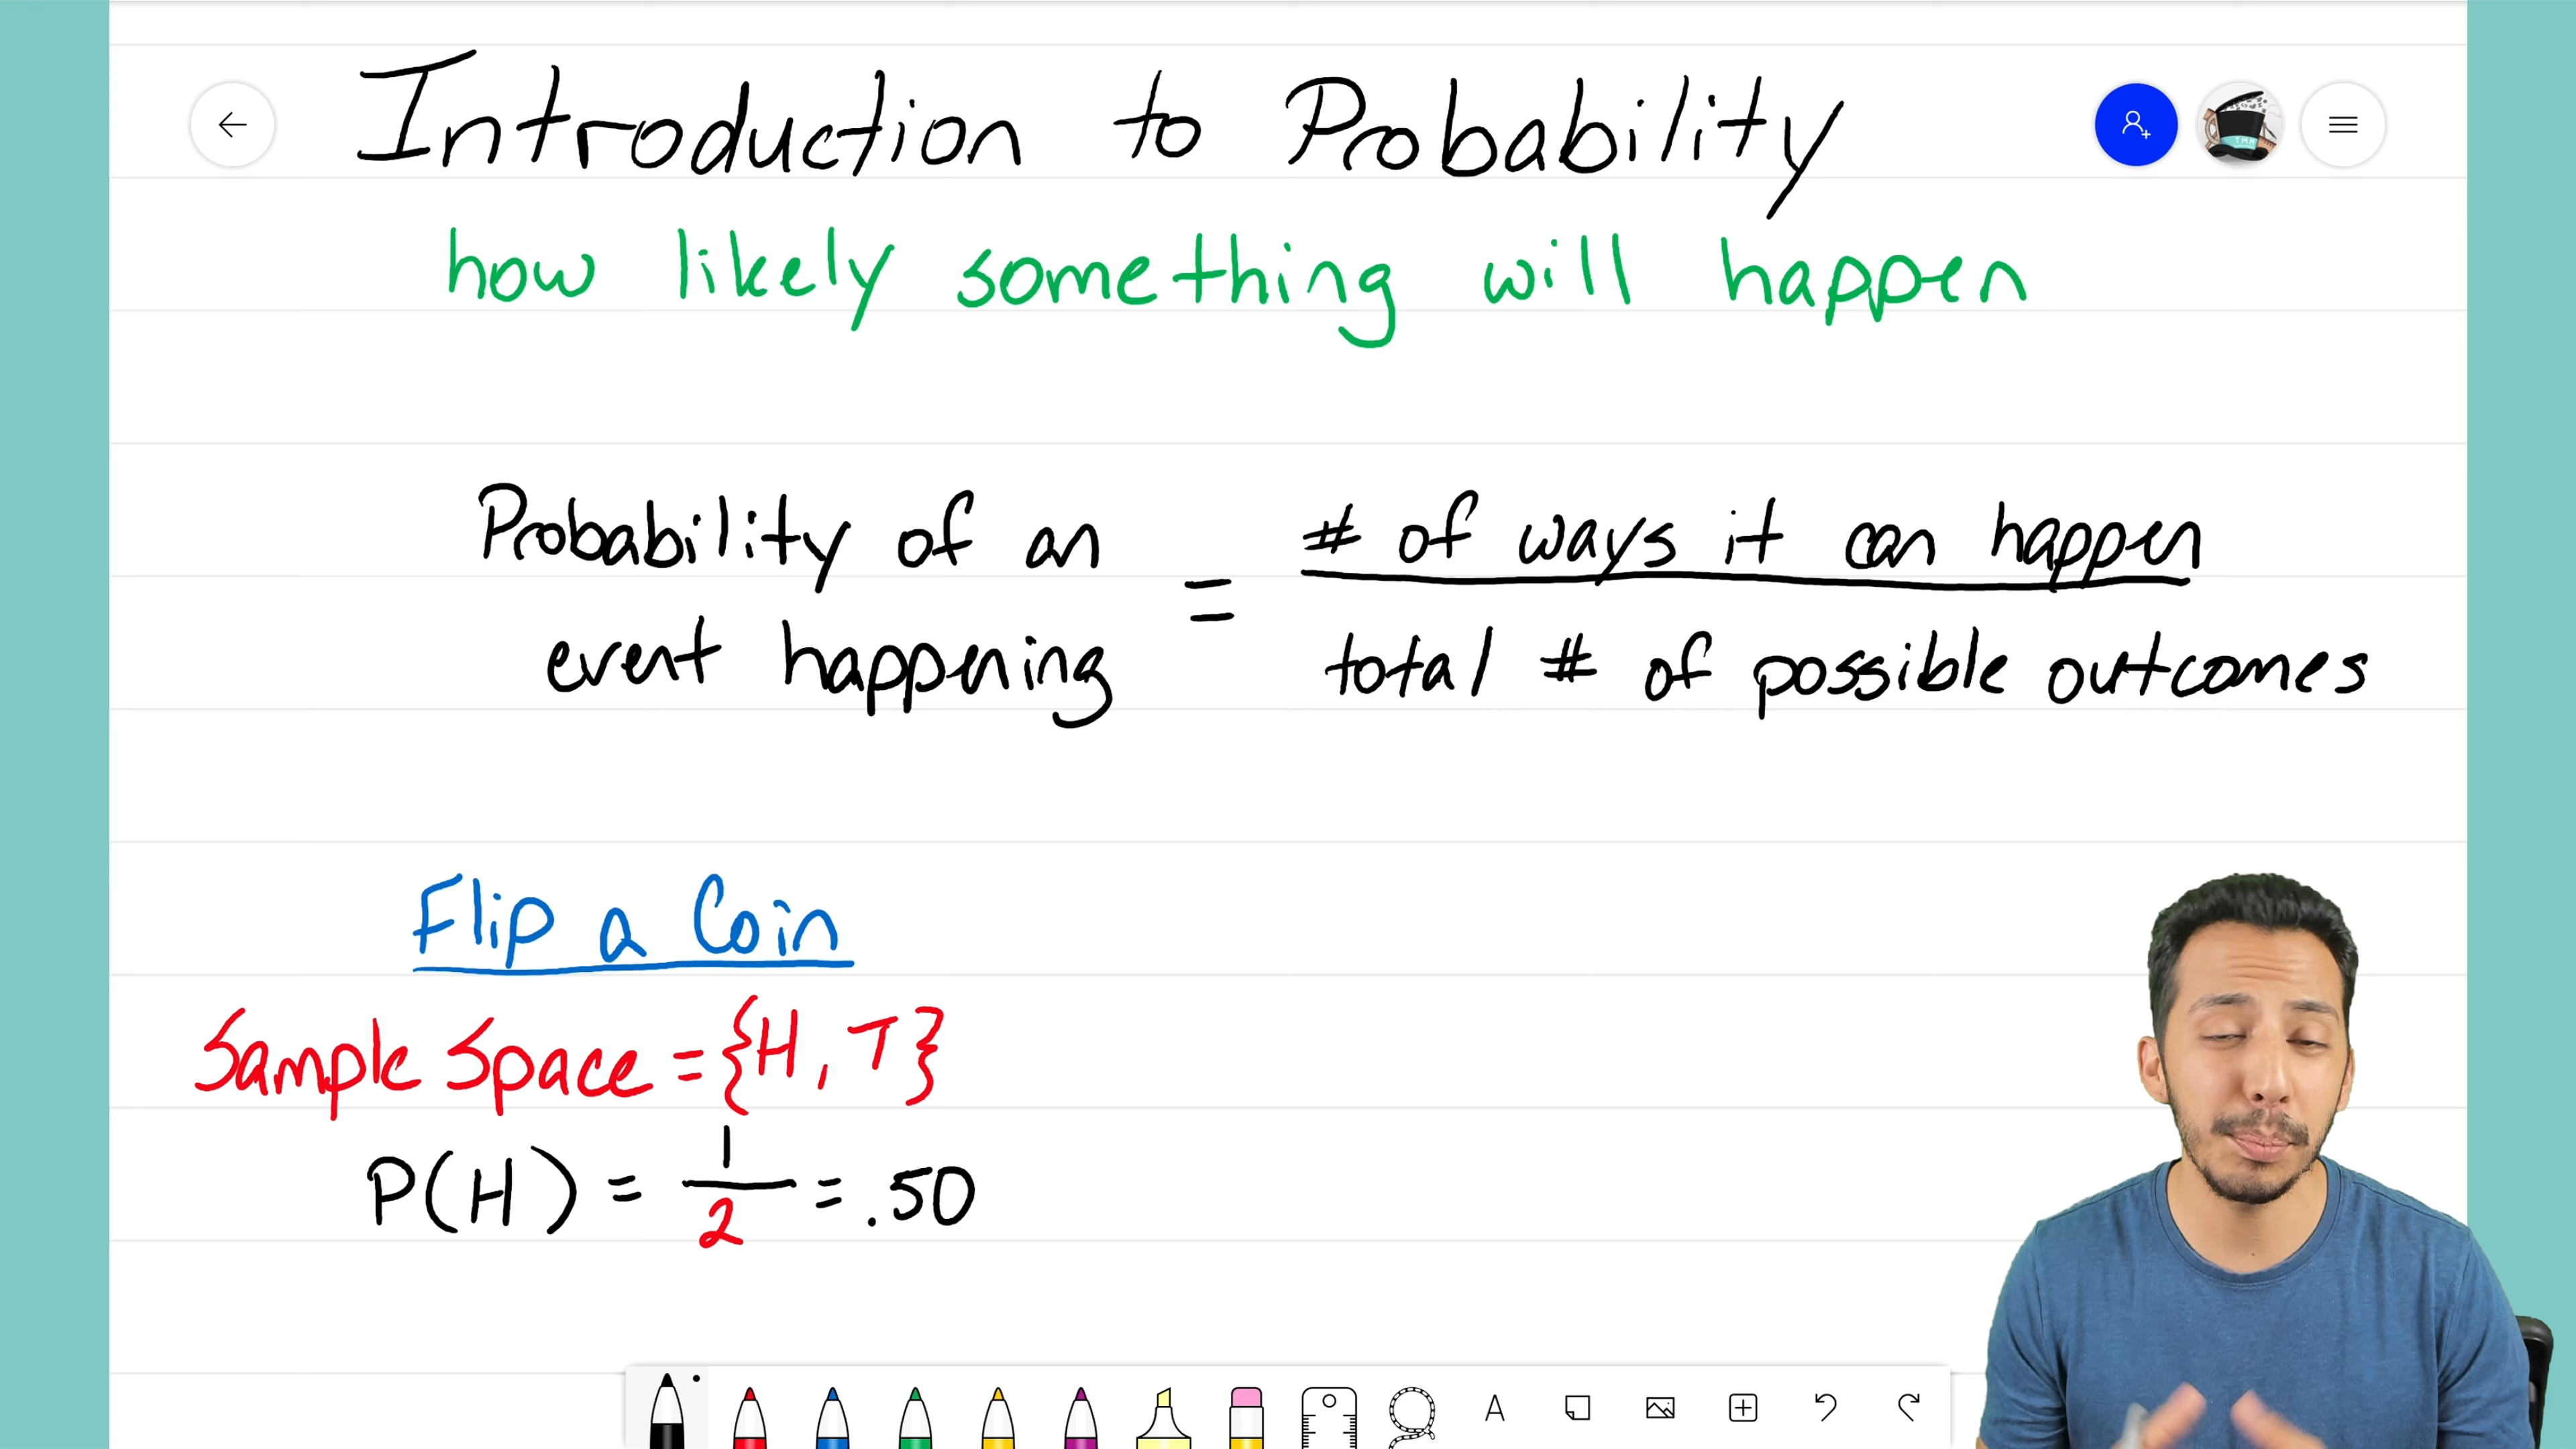 Introduction to Probability
how likely something will happen
Probability of an
event happening
=
# of ways it can happen
total # of possible outcomes
Flip a Coin
Sample Space = {H, T}
P(H) = 1/2 = .50
A